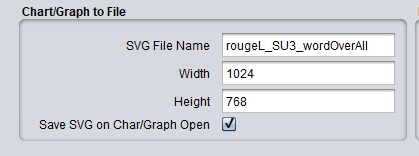 Chart/Graph to File
SVG File Name rougeL_SU3_wordOverAll
Width 1024
Height 768
Save SVG on Char/Graph Open